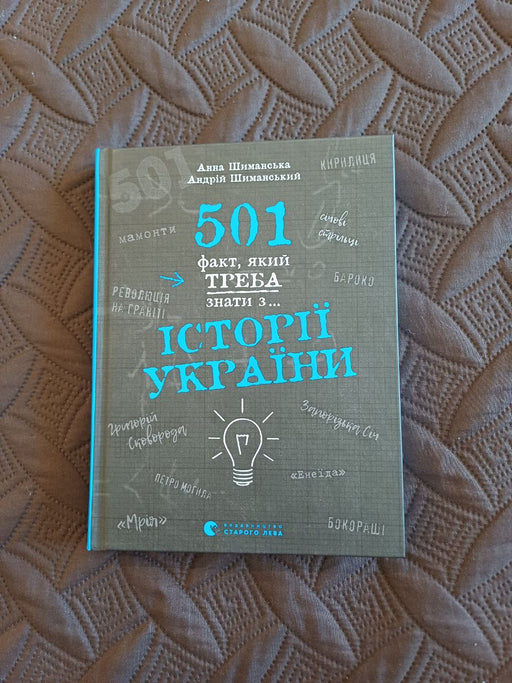 501
Анна Шиманська
Андрій Шиманський
КИРИЛИЦЯ
501
мамонти
січові
стрільці
факт, який
ТРЕБА
знати з...
БАРОКО
РЕВОЛЮЦІЯ
НА ГРАНІТІ
ІСТОРІЇ
УКРАЇНИ
Григорій
Сковорода
Запорізька Січ
ПЕТРО МОГИЛА
«Енеїда»
«Мрія»
ВИДАВНИЦТВО
СТАРОГО ЛЕВА
БОКОРАШІ